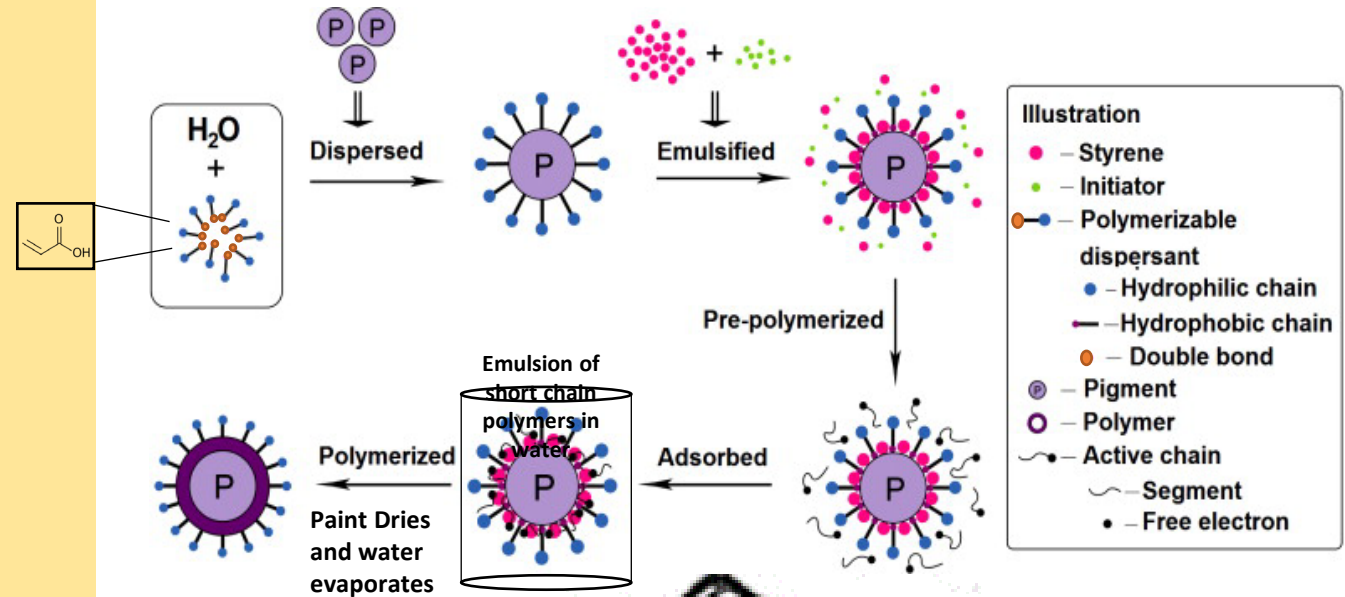 P P
P
H₂O
+
O
OH
Dispersed
P
+
Emulsified
P
Illustration
– Styrene
– Initiator
– Polymerizable
dispersant
– Hydrophilic chain
– Hydrophobic chain
– Double bond
P – Pigment
– Polymer
– Active chain
– Segment
– Free electron
Pre-polymerized
P
Adsorbed
Emulsion of
short chain
polymers in
water
P
Polymerized
Paint Dries
and water
evaporates
P